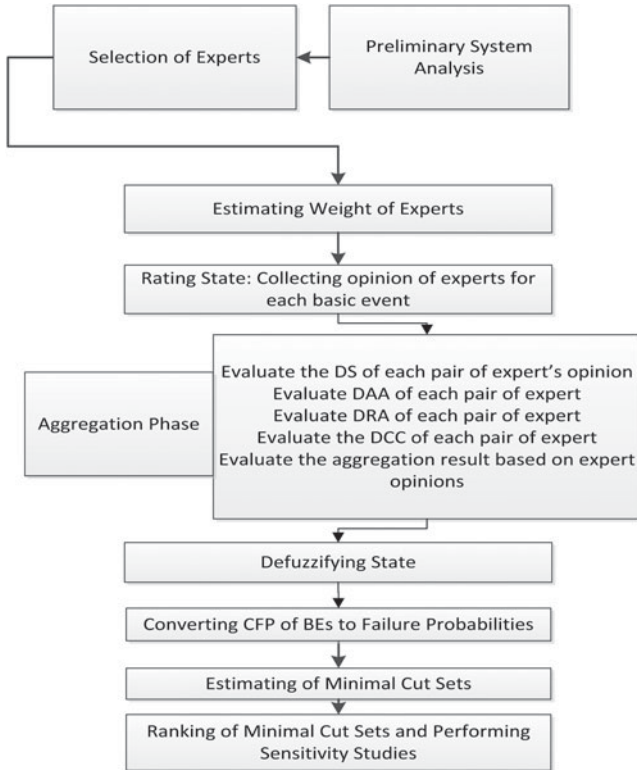 Selection of Experts
Preliminary System
Analysis
Estimating Weight of Experts
Rating State: Collecting opinion of experts for
each basic event
Aggregation Phase
Evaluate the DS of each pair of expert's opinion
Evaluate DAA of each pair of expert
Evaluate DRA of each pair of expert
Evaluate the DCC of each pair of expert
Evaluate the aggregation result based on expert
opinions
Defuzzifying State
Converting CFP of BEs to Failure Probabilities
Estimating of Minimal Cut Sets
Ranking of Minimal Cut Sets and Performing
Sensitivity Studies